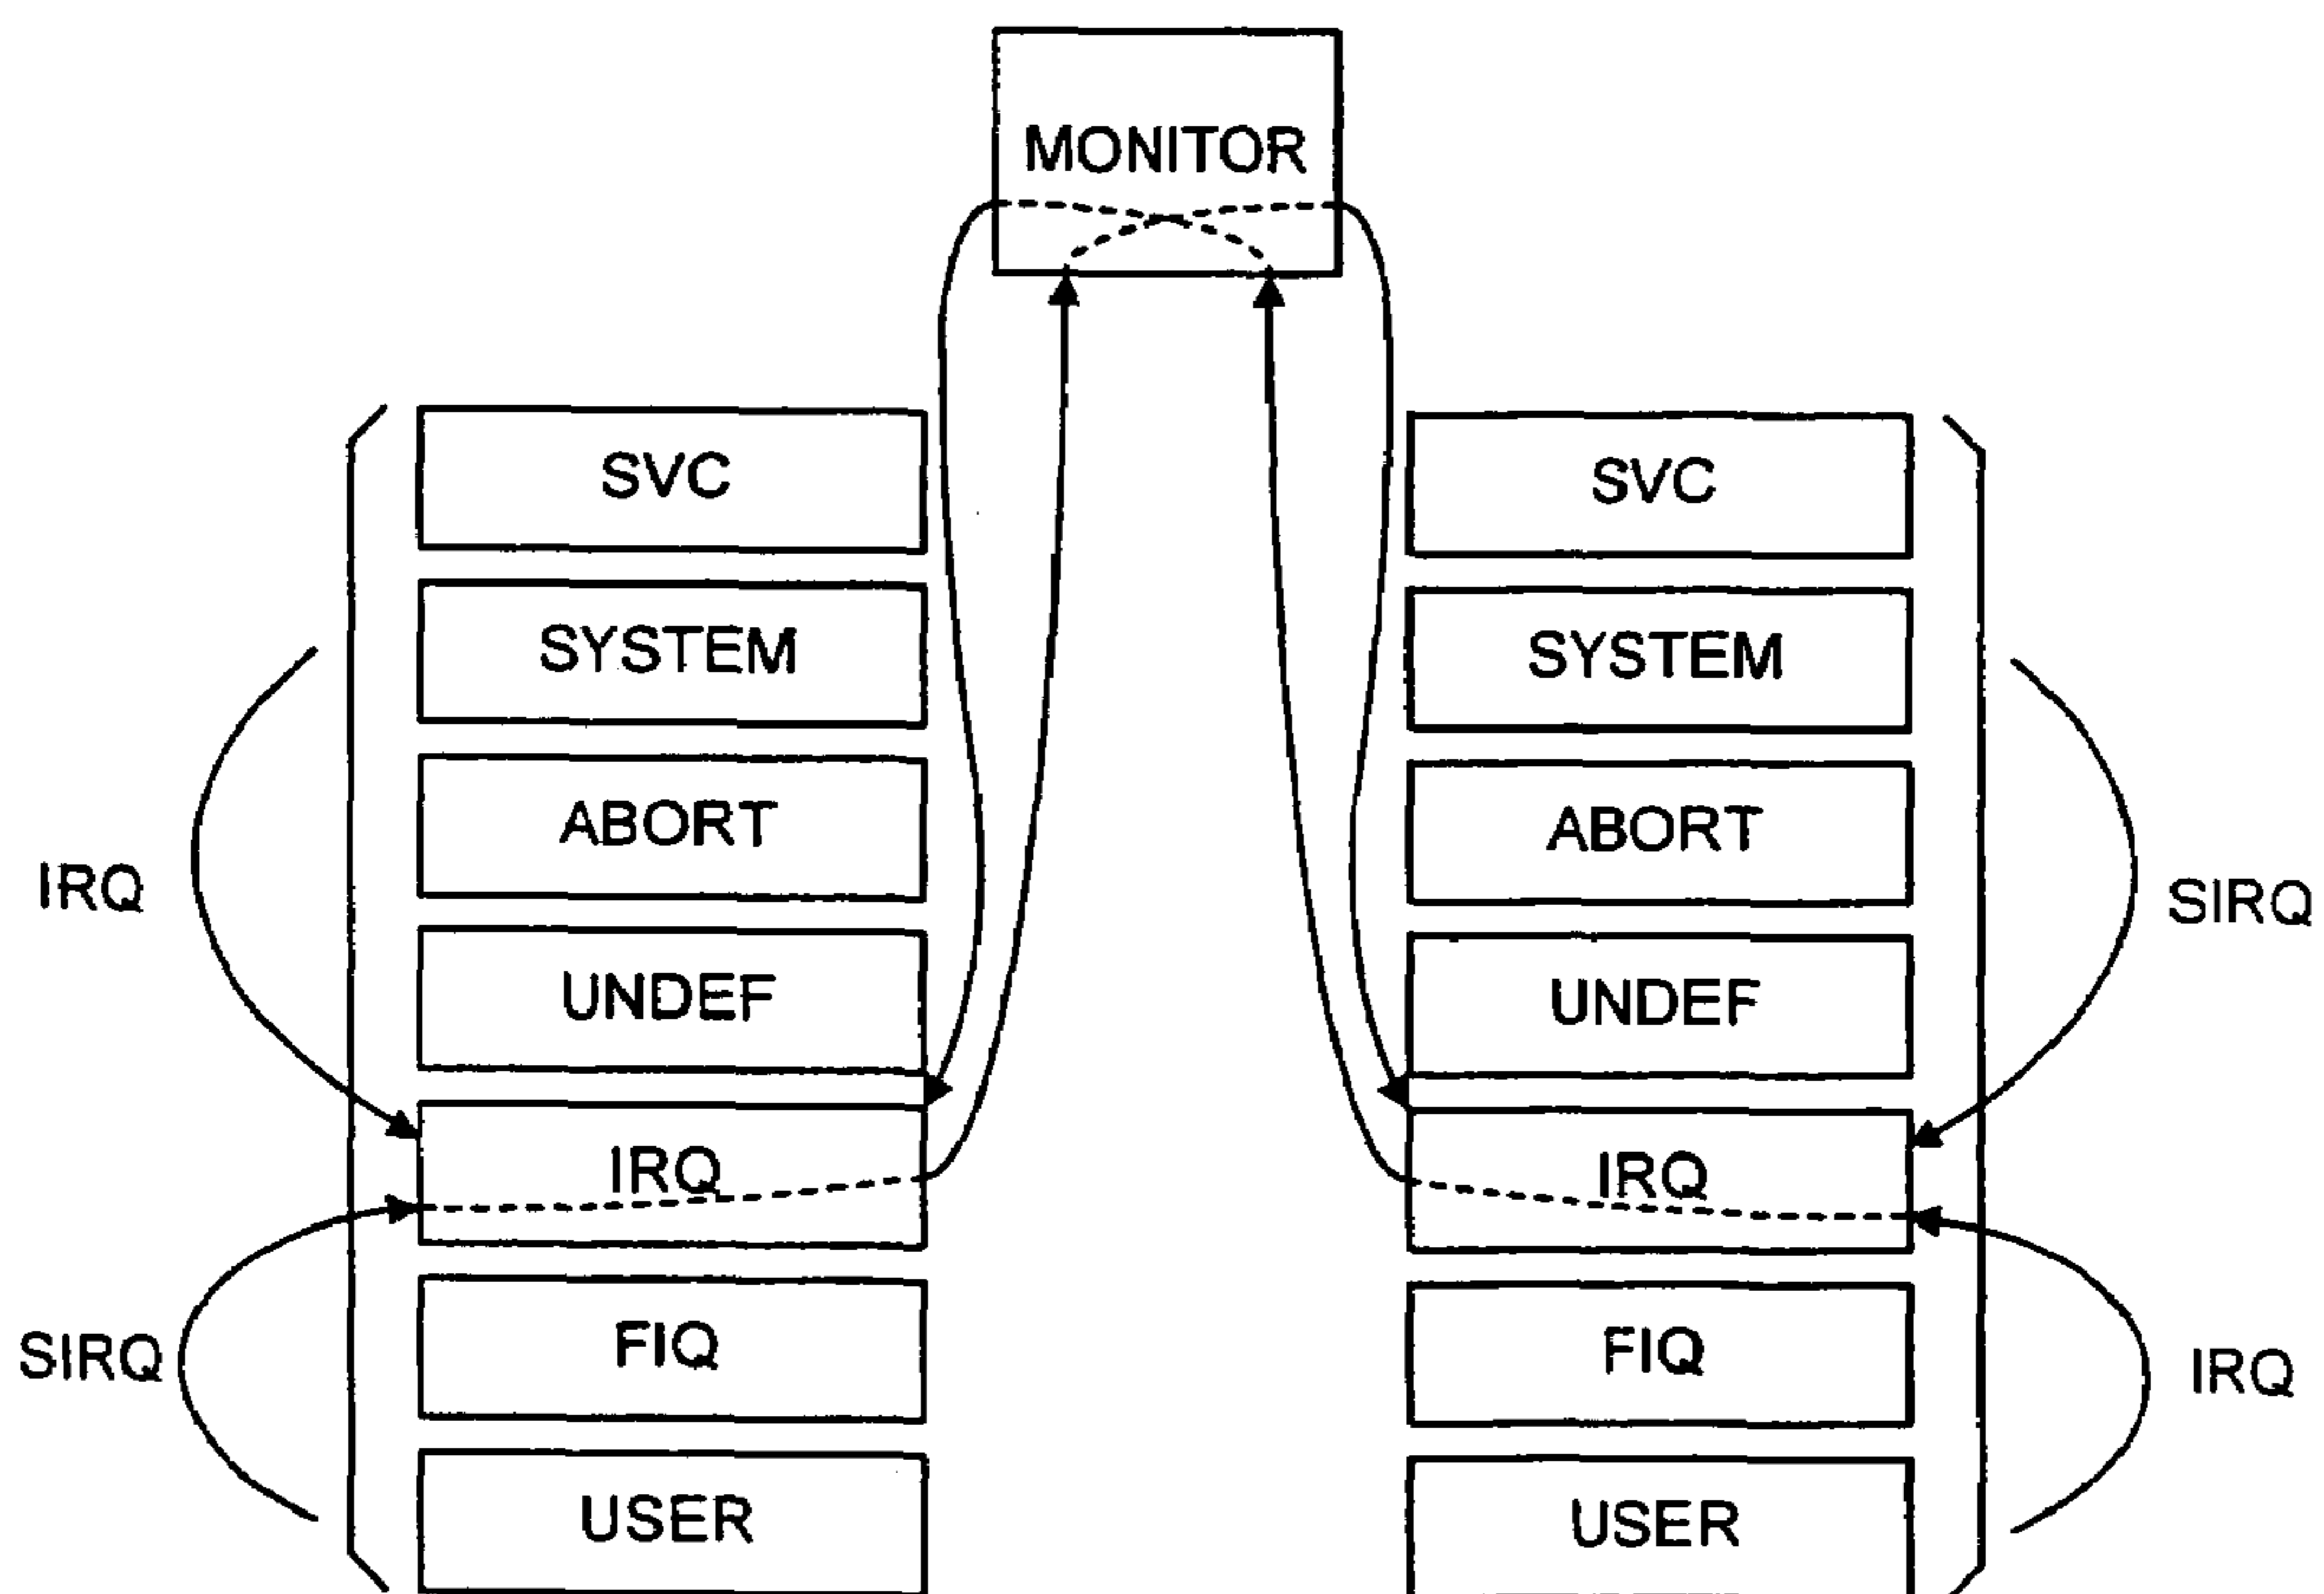 MONITOR
SVC
SYSTEM
ABORT
UNDEF
IRQ
FIQ
USER
IRQ
SIRQ
SVC
SYSTEM
ABORT
UNDEF
IRQ
FIQ
USER
SIRQ
IRQ